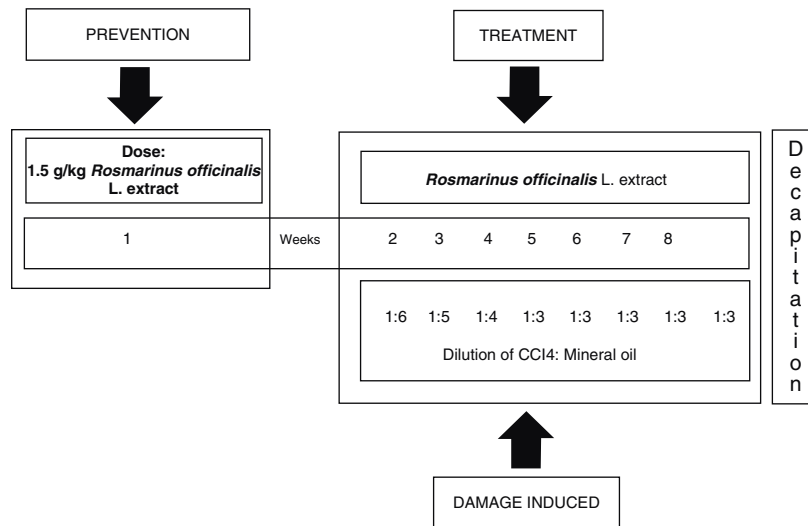 PREVENTION
TREATMENT
Dose:
1.5 g/kg Rosmarinus officinalis
L. extract
Rosmarinus officinalis L. extract
1 Weeks 2 3 4 5 6 7 8
1:6 1:5 1:4 1:3 1:3 1:3 1:3 1:3
Dilution of CCI4: Mineral oil
DAMAGE INDUCED
Decapitation